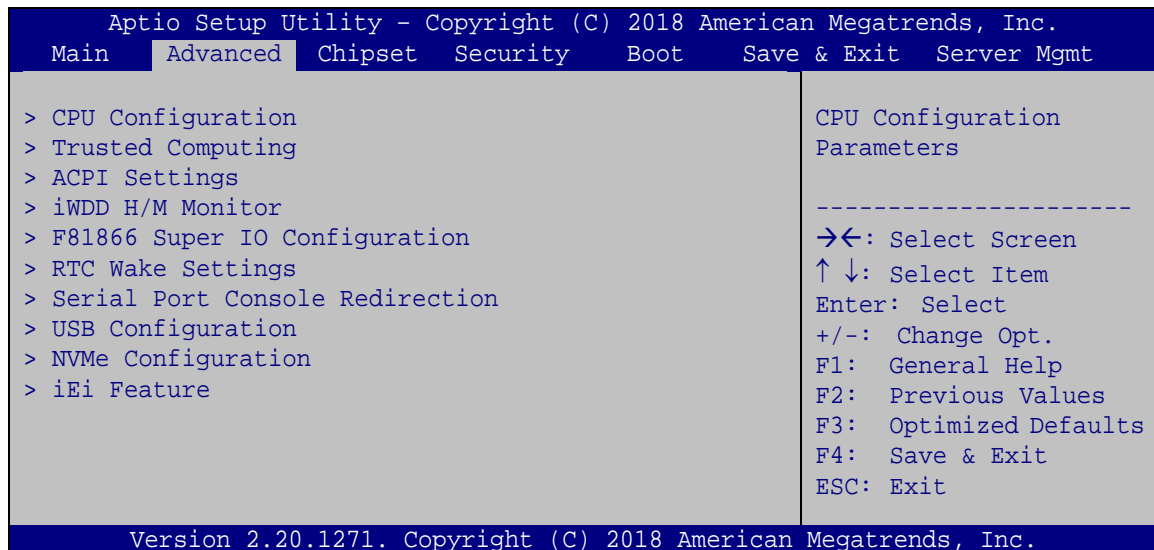 Aptio Setup Utility – Copyright (C) 2018 American Megatrends, Inc.
Main Advanced Chipset Security Boot Save & Exit Server Mgmt
> CPU Configuration
> Trusted Computing
> ACPI Settings
> iWDD H/M Monitor
> F81866 Super IO Configuration
> RTC Wake Settings
> Serial Port Console Redirection
> USB Configuration
> NVMe Configuration
> iEi Feature
CPU Configuration
Parameters
----------------------
→←: Select Screen
↑ ↓: Select Item
Enter: Select
+/-: Change Opt.
F1: General Help
F2: Previous Values
F3: Optimized Defaults
F4: Save & Exit
ESC: Exit
Version 2.20.1271. Copyright (C) 2018 American Megatrends, Inc.